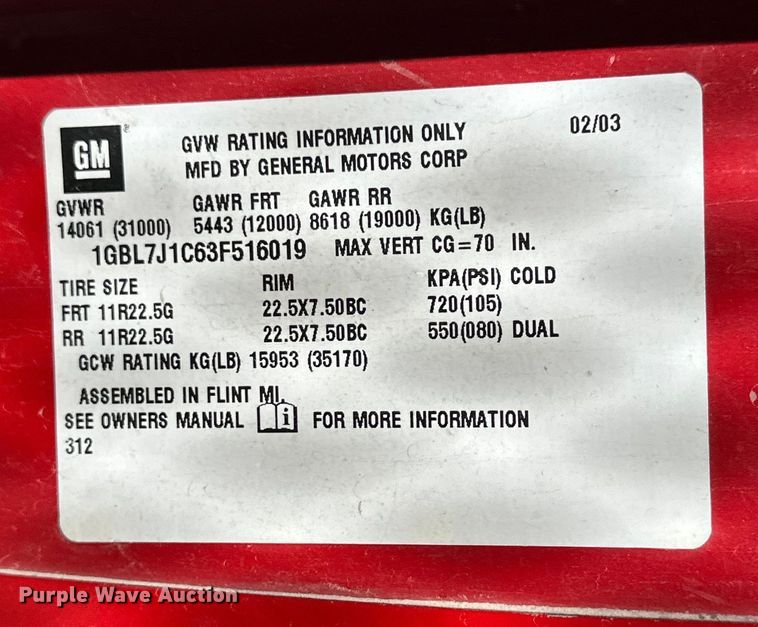 GM® GVW RATING INFORMATION ONLY 02/03
MFD BY GENERAL MOTORS CORP
GVWR GAWR FRT GAWR RR
14061 (31000) 5443 (12000) 8618 (19000) KG(LB)
1GBL7J1C63F516019 MAX VERT CG=70 IN.
TIRE SIZE RIM KPA(PSI) COLD
FRT 11R22.5G 22.5X7.50BC 720(105)
RR 11R22.5G 22.5X7.50BC 550(080) DUAL
GCW RATING KG(LB) 15953 (35170)
ASSEMBLED IN FLINT MI.
SEE OWNERS MANUAL i FOR MORE INFORMATION
312
Purple Wave Auction